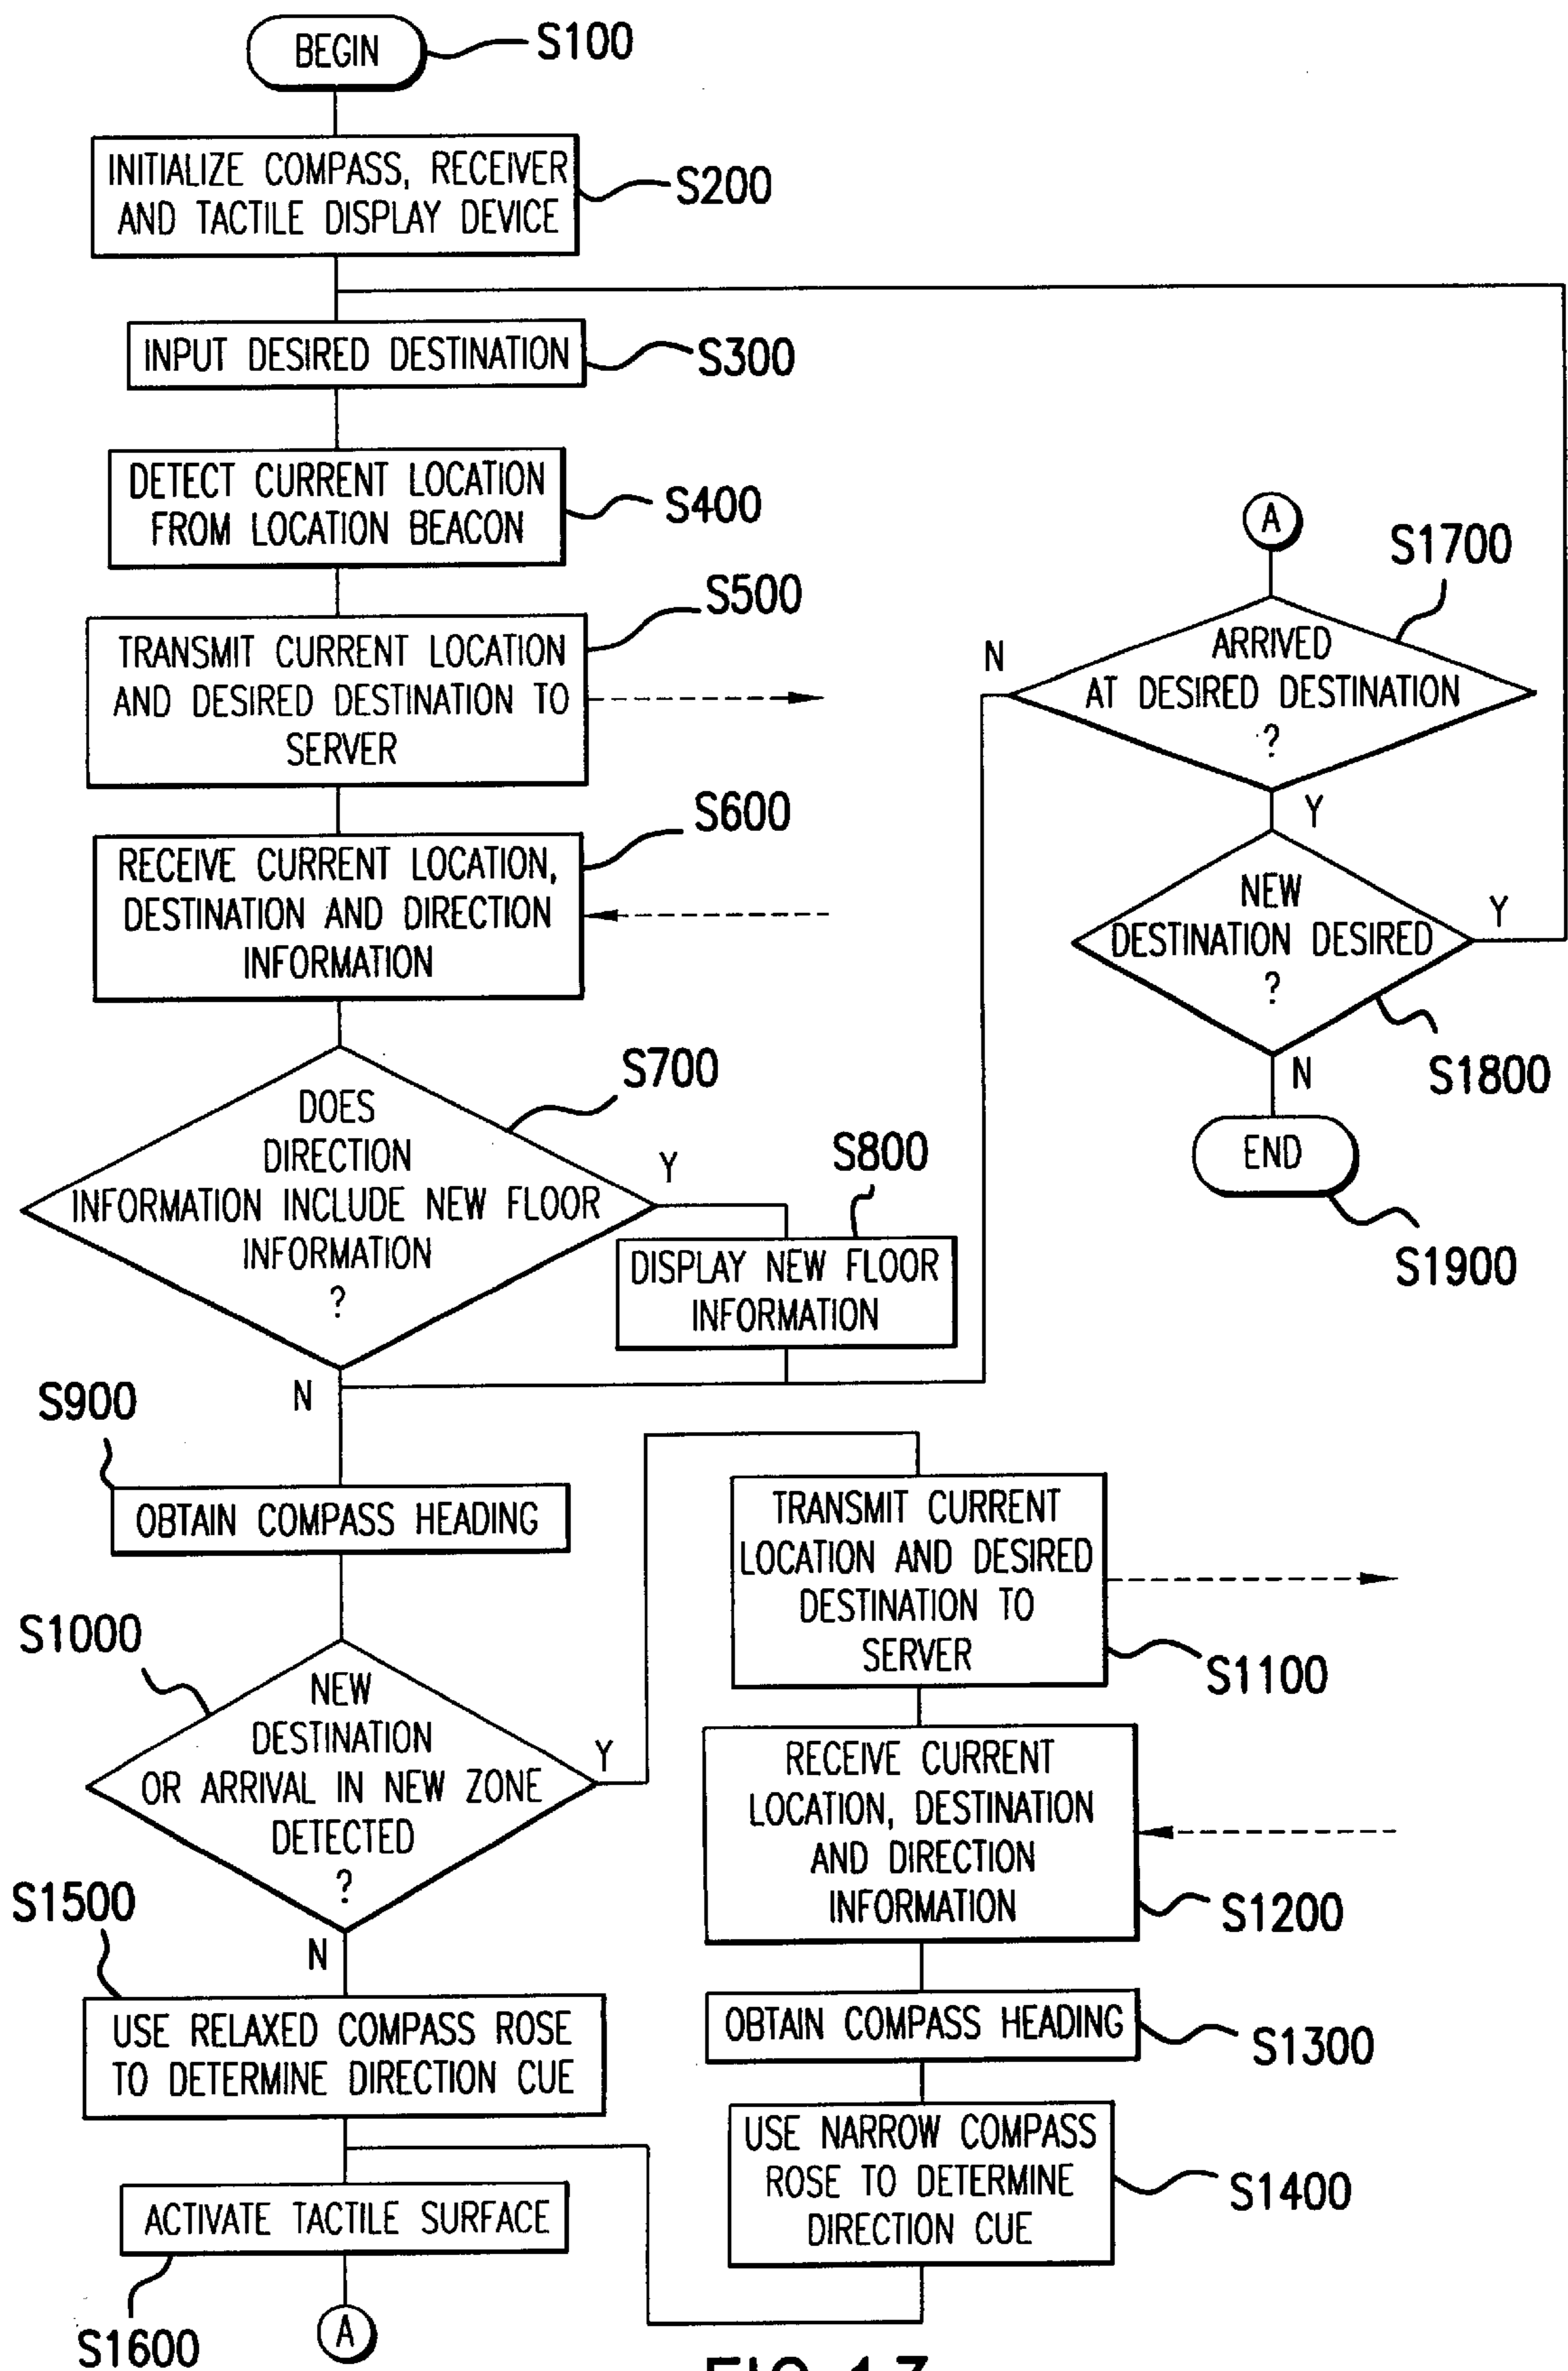 BEGIN
S100
INITIALIZE COMPASS, RECEIVER
AND TACTILE DISPLAY DEVICE
S200
INPUT DESIRED DESTINATION
S300
DETECT CURRENT LOCATION
FROM LOCATION BEACON
S400
TRANSMIT CURRENT LOCATION
AND DESIRED DESTINATION TO
SERVER
S500
RECEIVE CURRENT LOCATION,
DESTINATION AND DIRECTION
INFORMATION
S600
DOES
DIRECTION
INFORMATION INCLUDE NEW FLOOR
INFORMATION
?
S700
Y
N
DISPLAY NEW FLOOR
INFORMATION
S800
S900
OBTAIN COMPASS HEADING
S1000
NEW
DESTINATION
OR ARRIVAL IN NEW ZONE
DETECTED
?
Y
N
TRANSMIT CURRENT
LOCATION AND DESIRED
DESTINATION TO
SERVER
S1100
RECEIVE CURRENT
LOCATION, DESTINATION
AND DIRECTION
INFORMATION
S1200
OBTAIN COMPASS HEADING
S1300
USE NARROW COMPASS
ROSE TO DETERMINE
DIRECTION CUE
S1400
S1500
USE RELAXED COMPASS ROSE
TO DETERMINE DIRECTION CUE
ACTIVATE TACTILE SURFACE
S1600
A
A
S1700
ARRIVED
AT DESIRED DESTINATION
?
N
Y
NEW
DESTINATION DESIRED
?
Y
S1800
N
END
S1900